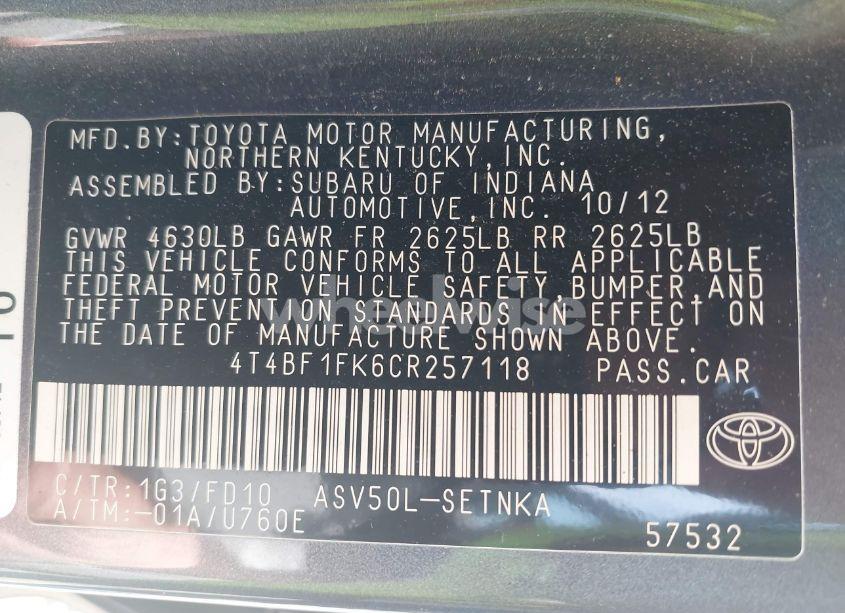 MFD.BY:TOYOTA MOTOR MANUFACTURING,
NORTHERN KENTUCKY,INC.
ASSEMBLED BY:SUBARU OF INDIANA
AUTOMOTIVE,INC. 10/12
GVWR 4630LB GAWR FR 2625LB RR 2625LB
THIS VEHICLE CONFORMS TO ALL APPLICABLE
FEDERAL MOTOR VEHICLE SAFETY,BUMPER,AND
THEFT PREVENTION STANDARDS IN EFFECT ON
THE DATE OF MANUFACTURE SHOWN ABOVE.
4T4BF1FK6CR257118 PASS.CAR
C/TR:1G3/FD10 ASV50L-SETNKA
A/TM:-01A/U760E
57532
wheelwise